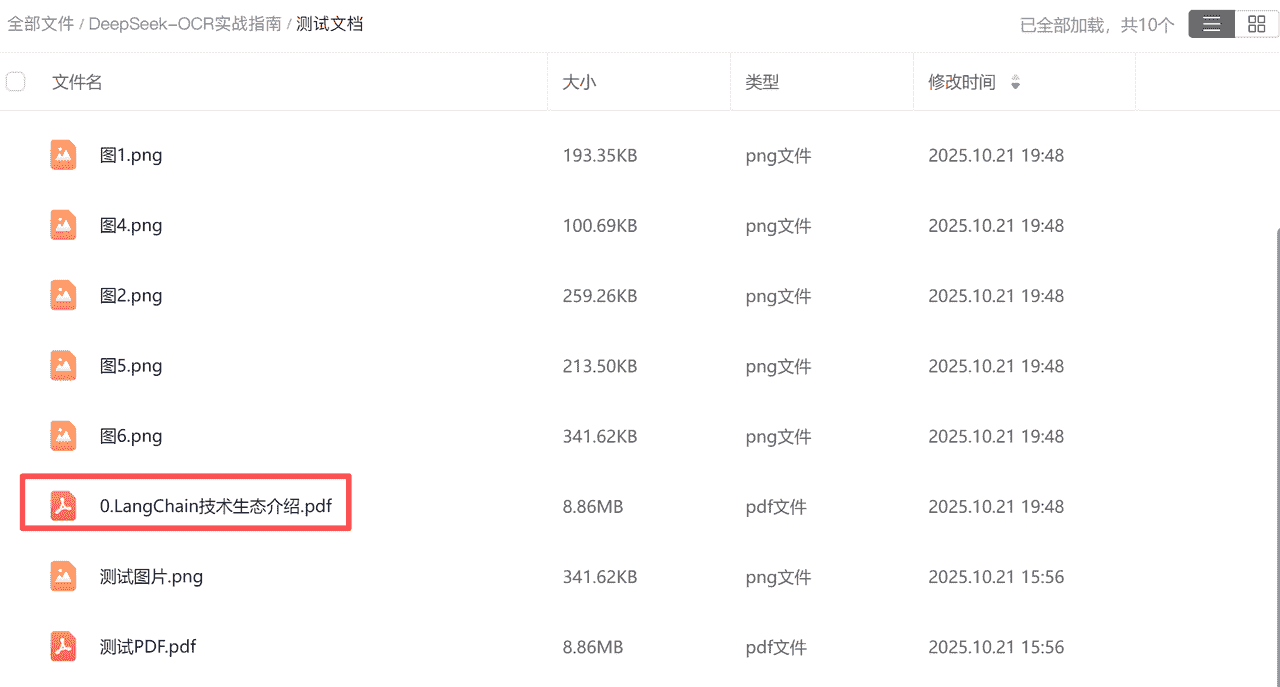 全部文件 / DeepSeek-OCR实战指南 / 测试文档 已全部加载，共10个
文件名 大小 类型 修改时间
图1.png 193.35KB png文件 2025.10.21 19:48
图4.png 100.69KB png文件 2025.10.21 19:48
图2.png 259.26KB png文件 2025.10.21 19:48
图5.png 213.50KB png文件 2025.10.21 19:48
图6.png 341.62KB png文件 2025.10.21 19:48
0.LangChain技术生态介绍.pdf 8.86MB pdf文件 2025.10.21 19:48
测试图片.png 341.62KB png文件 2025.10.21 15:56
测试PDF.pdf 8.86MB pdf文件 2025.10.21 15:56